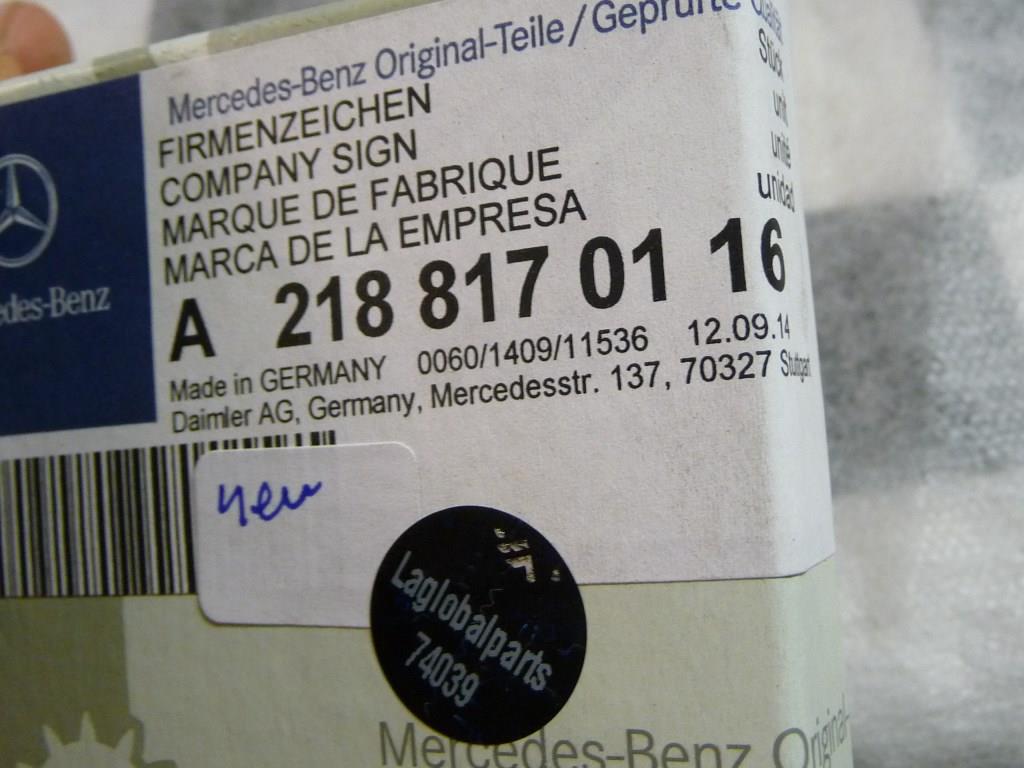 Mercedes-Benz Original-Teile/Geprüfte
FIRMENZEICHEN
COMPANY SIGN
MARQUE DE FABRIQUE
MARCA DE LA EMPRESA
Stück
unit
unité
unidad
A 218 817 01 16
Made in GERMANY 0060/1409/11536 12.09.14
Daimler AG, Germany, Mercedesstr. 137, 70327 Stuttgart
edes-Benz
new
Laglobalparts
74039
Mercedes-Benz Original-